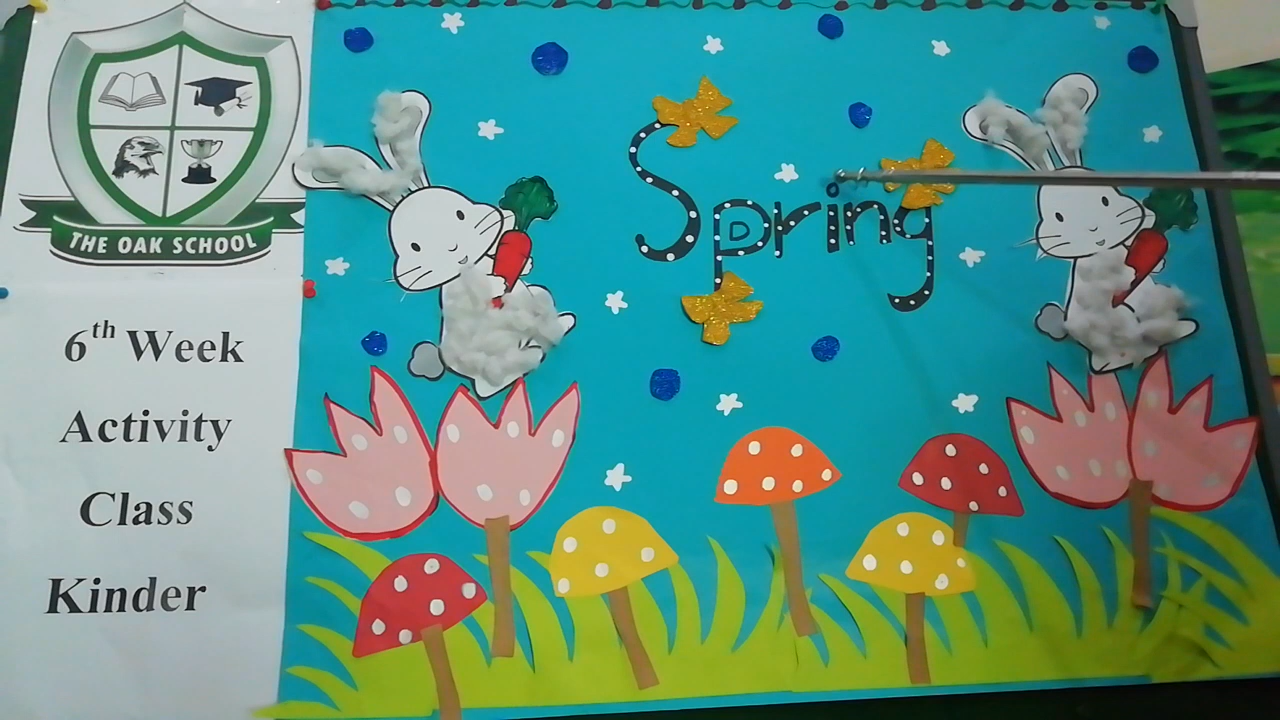 THE OAK SCHOOL
6th Week
Activity
Class
Kinder
Spring